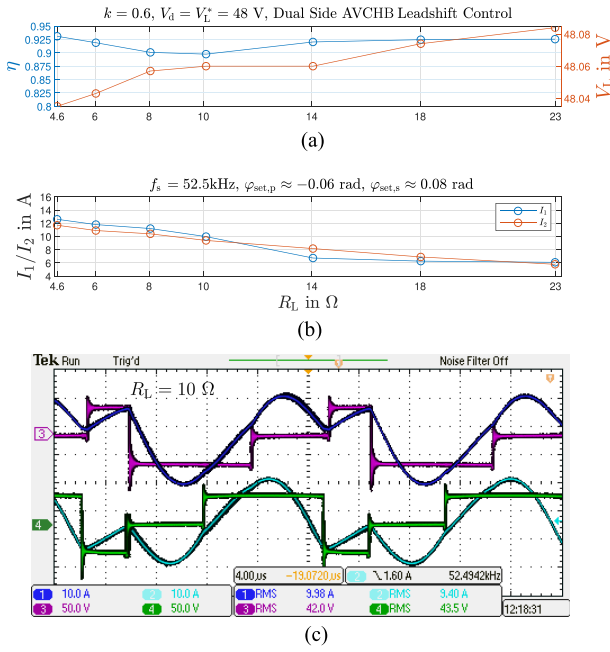 k = 0.6, V_d = V_L^* = 48 V, Dual Side AVCHB Leadshift Control
0.95
0.925
0.9
0.875
0.85
0.825
0.8
η
48.08
48.06
48.04
V_L in V
4.6 6 8 10 14 18 23
(a)
f_s = 52.5kHz, φ_set,p ≈ −0.06 rad, φ_set,s ≈ 0.08 rad
16
14
12
10
8
6
4
I_1/I_2 in A
I_1
I_2
4.6 6 8 10 14 18 23
R_L in Ω
(b)
Tek Run Trig'd Noise Filter Off
R_L = 10 Ω
3
4
4.00μs −19.0720μs 2 1.60 A 52.4942kHz
1 10.0 A 2 10.0 A 1 RMS 9.98 A 2 RMS 9.40 A
3 50.0 V 4 50.0 V 3 RMS 42.0 V 4 RMS 43.5 V
12:18:31
(c)